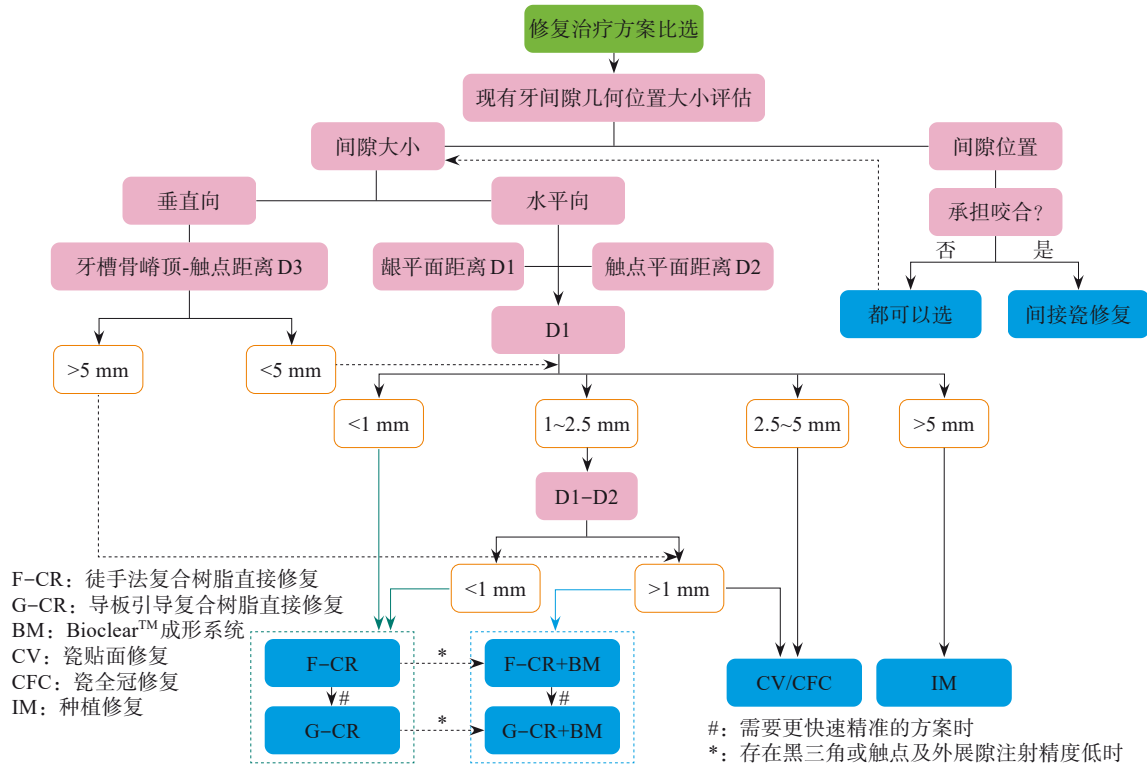 修复治疗方案比选
现有牙间隙几何位置大小评估
间隙大小
间隙位置
垂直向
水平向
承担咬合?
否
是
牙槽骨嵴顶-触点距离D3
龈平面距离D1
触点平面距离D2
都可以选
间接瓷修复
D1
>5 mm
<5 mm
<1 mm
1~2.5 mm
2.5~5 mm
>5 mm
D1−D2
<1 mm
>1 mm
F−CR：徒手法复合树脂直接修复
G−CR：导板引导复合树脂直接修复
BM：Bioclear™成形系统
CV：瓷贴面修复
CFC：瓷全冠修复
IM：种植修复
F−CR
*
F−CR+BM
#
#
G−CR
*
G−CR+BM
CV/CFC
IM
#：需要更快速精准的方案时
*：存在黑三角或触点及外展隙注射精度低时